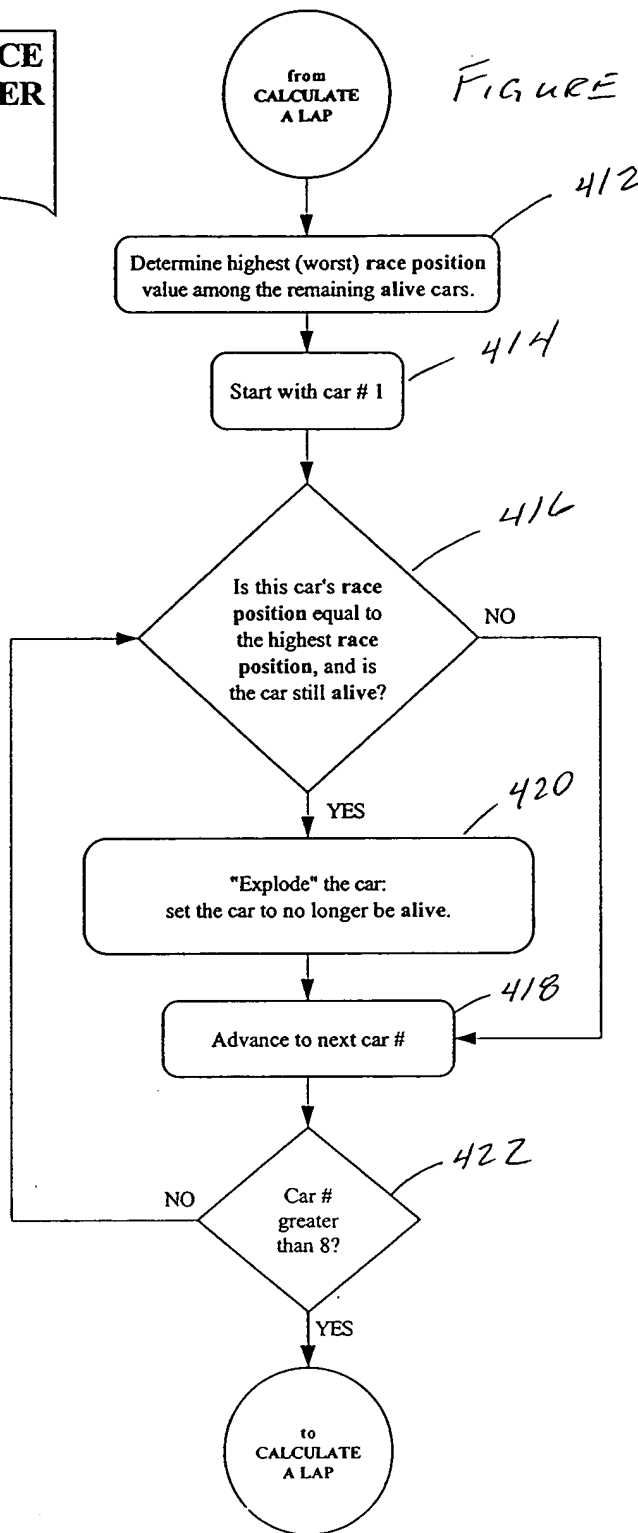 CE
ER
from
CALCULATE
A LAP
FIGURE
412
Determine highest (worst) race position
value among the remaining alive cars.
414
Start with car # 1
416
Is this car's race
position equal to
the highest race
position, and is
the car still alive?
NO
YES
420
"Explode" the car:
set the car to no longer be alive.
418
Advance to next car #
422
Car #
greater
than 8?
NO
YES
to
CALCULATE
A LAP